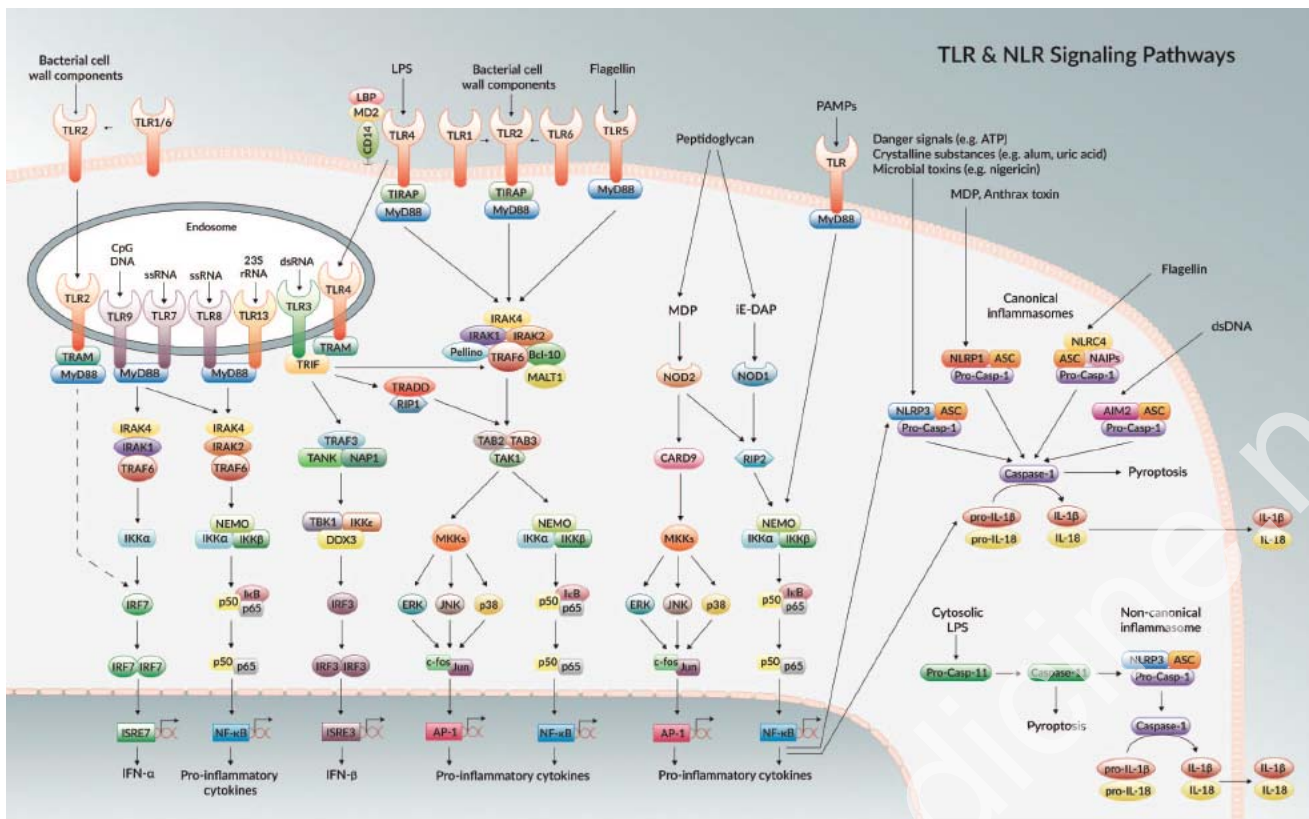 TLR & NLR Signaling Pathways
Bacterial cell
wall components
TLR2
TLR1/6
LPS
LBP
MD2
CD14
TLR4
TIRAP
MyD88
Bacterial cell
wall components
TLR1
TLR2
TLR6
TIRAP
MyD88
Flagellin
TLR5
MyD88
Peptidoglycan
PAMPs
TLR
MyD88
Danger signals (e.g. ATP)
Crystalline substances (e.g. alum, uric acid)
Microbial toxins (e.g. nigericin)
MDP, Anthrax toxin
Flagellin
dsDNA
Endosome
CpG
DNA
ssRNA
ssRNA
23S
rRNA
dsRNA
TLR2
TLR9
TLR7
TLR8
TLR13
TLR3
TLR4
TRAM
MyD88
MyD88
MyD88
TRIF
TRAM
IRAK4
IRAK1
IRAK2
Pellino
TRAF6
Bcl-10
MALT1
TRADD
RIP1
MDP
iE-DAP
NOD2
NOD1
Canonical
inflammasomes
NLRP1
ASC
Pro-Casp-1
NLRC4
ASC
NAIPs
Pro-Casp-1
NLRP3
ASC
Pro-Casp-1
AIM2
ASC
Pro-Casp-1
IRAK4
IRAK1
TRAF6
IRAK4
IRAK2
TRAF6
TRAF3
TANK
NAP1
TAB2
TAB3
TAK1
CARD9
RIP2
Caspase-1
Pyroptosis
IKKα
NEMO
IKKα
IKKβ
TBK1
IKKε
DDX3
MKKs
NEMO
IKKα
IKKβ
MKKs
NEMO
IKKα
IKKβ
pro-IL-1β
pro-IL-18
IL-1β
IL-18
IL-1β
IL-18
IRF7
p50
IκB
p65
IRF3
ERK
JNK
p38
p50
IκB
p65
ERK
JNK
p38
p50
IκB
p65
IRF7
IRF7
p50
p65
IRF3
IRF3
c-fos
Jun
p50
p65
c-fos
Jun
p50
p65
Cytosolic
LPS
Non-canonical
inflammasome
Pro-Casp-11
Caspase-11
NLRP3
ASC
Pro-Casp-1
Pyroptosis
Caspase-1
ISRE7
NF-κB
ISRE3
AP-1
NF-κB
AP-1
NF-κB
IFN-α
Pro-inflammatory
cytokines
IFN-β
Pro-inflammatory cytokines
Pro-inflammatory cytokines
pro-IL-1β
pro-IL-18
IL-1β
IL-18
IL-1β
IL-18